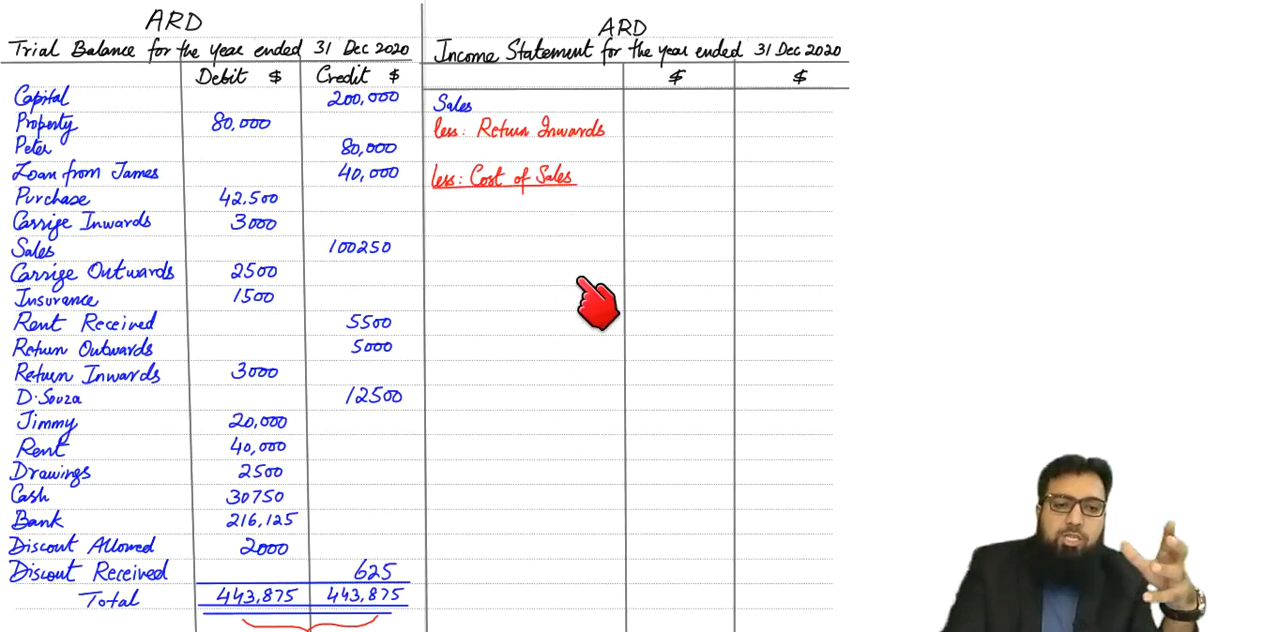 ARD
Trial Balance for the year ended 31 Dec 2020
Debit $ Credit $
Capital 200,000
Property 80,000
Peter 80,000
Loan from James 40,000
Purchase 42,500
Carrige Inwards 3000
Sales 100250
Carrige Outwards 2500
Insurance 1500
Rent Received 5500
Return Outwards 5000
Return Inwards 3000
D.Souza 12500
Jimmy 20,000
Rent 40,000
Drawings 2500
Cash 30750
Bank 216,125
Discout Allowed 2000
Discout Received 625
Total 443,875 443,875
ARD
Income Statement for the year ended 31 Dec 2020
$ $
Sales
less: Return Inwards
less: Cost of Sales